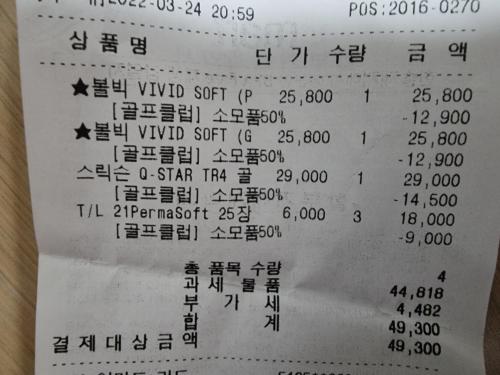 2022-03-24 20:59 POS:2016-0270
상품명 단가 수량 금액
★볼빅 VIVID SOFT (P 25,800 1 25,800
[골프클럽] 소모품50% -12,900
★볼빅 VIVID SOFT (G 25,800 1 25,800
[골프클럽] 소모품50% -12,900
스릭슨 Q-STAR TR4 골 29,000 1 29,000
[골프클럽] 소모품50% -14,500
T/L 21PermaSoft 25장 6,000 3 18,000
[골프클럽] 소모품50% -9,000
총 품목 수량 4
과세물품 44,818
부가세 4,482
합계 49,300
결제대상금액 49,300